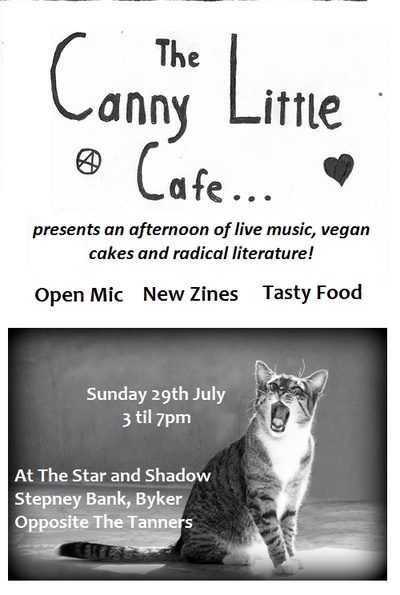 The
Canny Little
Cafe...
presents an afternoon of live music, vegan
cakes and radical literature!
Open Mic New Zines Tasty Food
Sunday 29th July
3 til 7pm
At The Star and Shadow
Stepney Bank, Byker
Opposite The Tanners